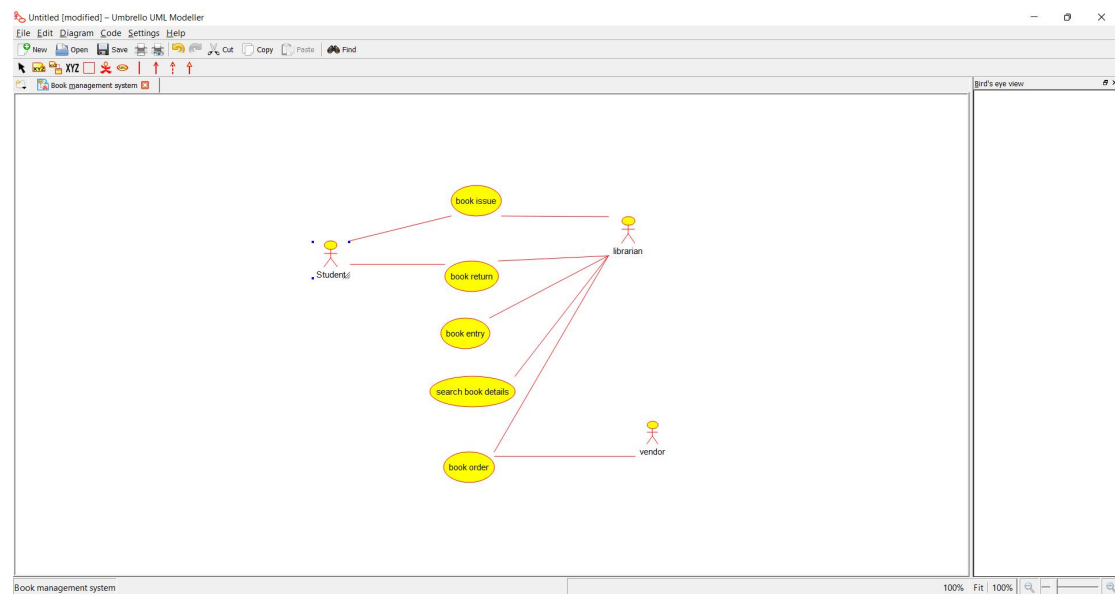 Untitled [modified] – Umbrello UML Modeller
File Edit Diagram Code Settings Help
New Open Save Cut Copy Paste Find
XYZ XYZ
Book management system Bird's eye view
book issue
librarian
Student
book return
book entry
search book details
vendor
book order
Book management system 100% Fit 100%